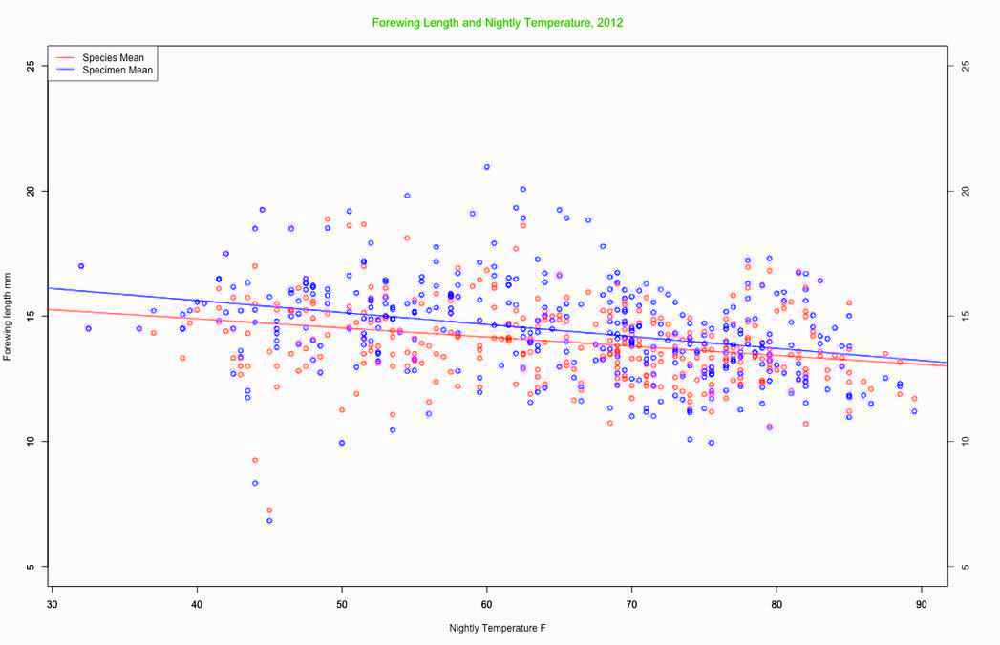 Forewing Length and Nightly Temperature, 2012
Species Mean
Specimen Mean
25
20
15
10
5
25
20
15
10
5
Forewing length mm
30 40 50 60 70 80 90
Nightly Temperature F